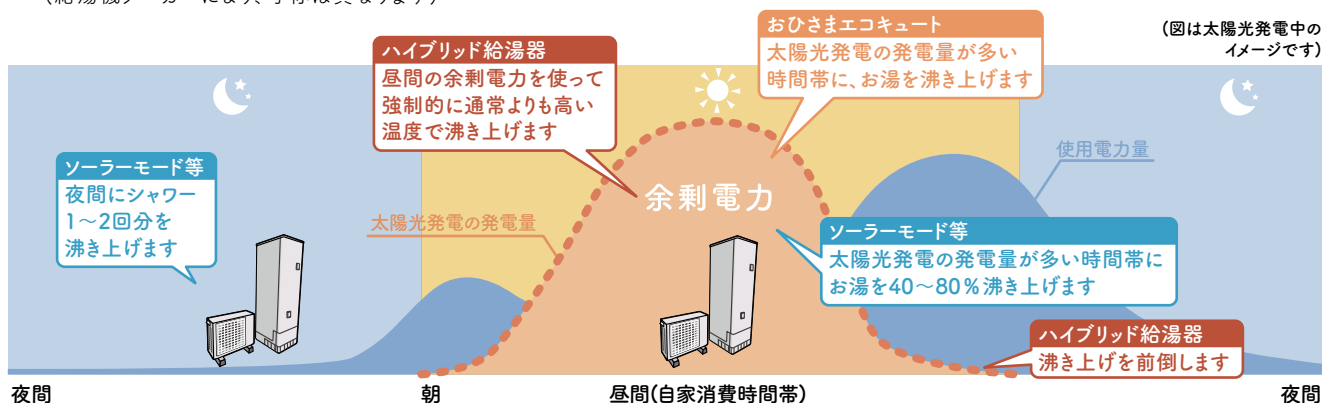 (図は太陽光発電中の
イメージです)
おひさまエコキュート
太陽光発電の発電量が多い
時間帯に、お湯を沸き上げます
ハイブリッド給湯器
昼間の余剰電力を使って
強制的に通常よりも高い
温度で沸き上げます
ソーラーモード等
夜間にシャワー
1〜2回分を
沸き上げます
使用電力量
余剰電力
太陽光発電の発電量
ソーラーモード等
太陽光発電の発電量が多い時間帯に
お湯を40〜80%沸き上げます
ハイブリッド給湯器
沸き上げを前倒します
夜間
朝
昼間(自家消費時間帯)
夜間